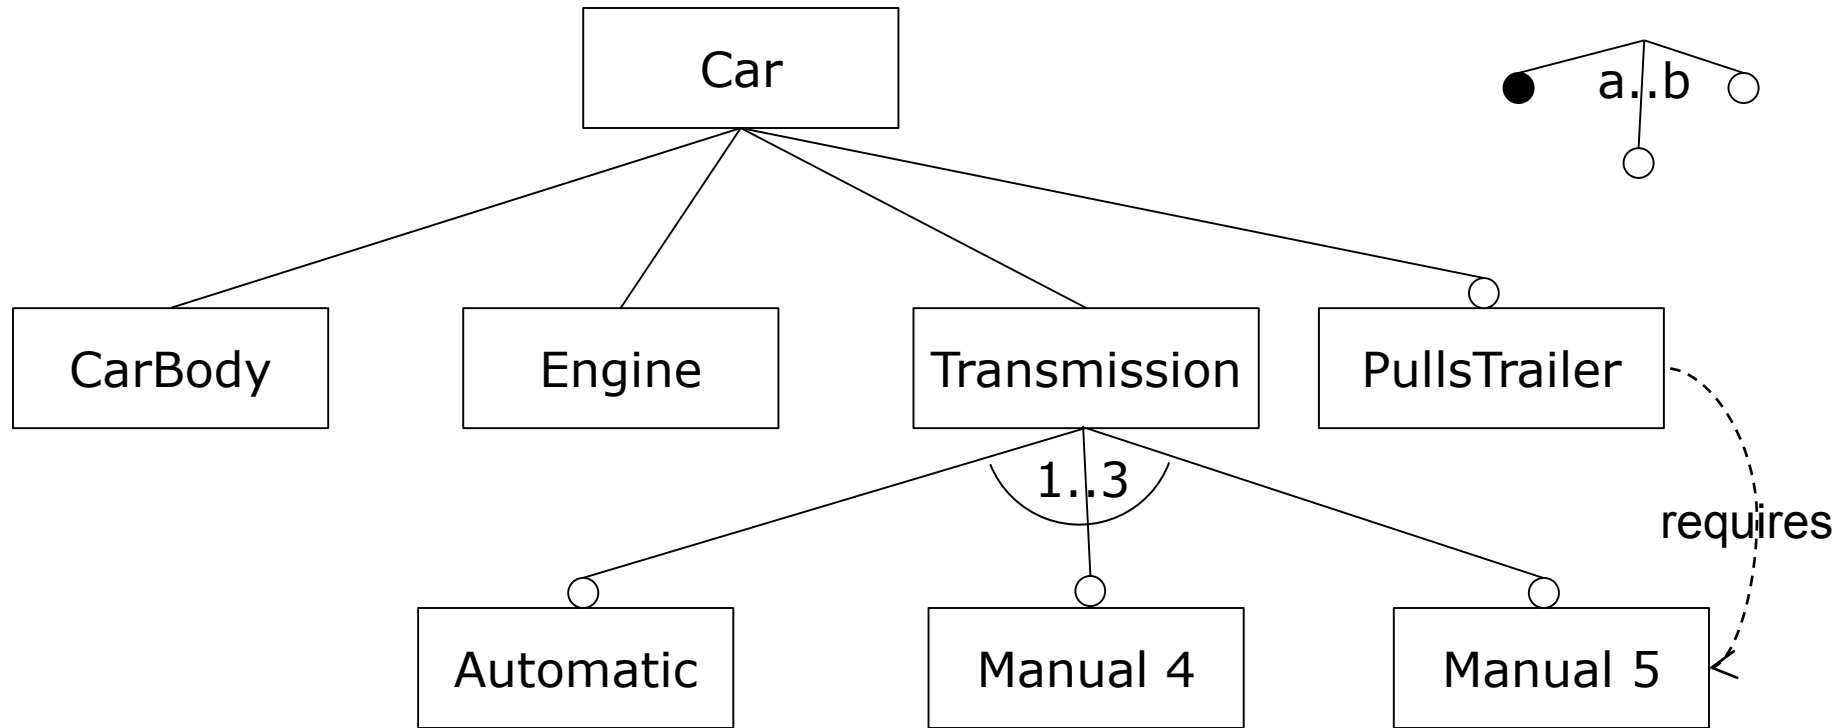 Car
a..b
CarBody
Engine
Transmission
PullsTrailer
1..3
requires
Automatic
Manual 4
Manual 5